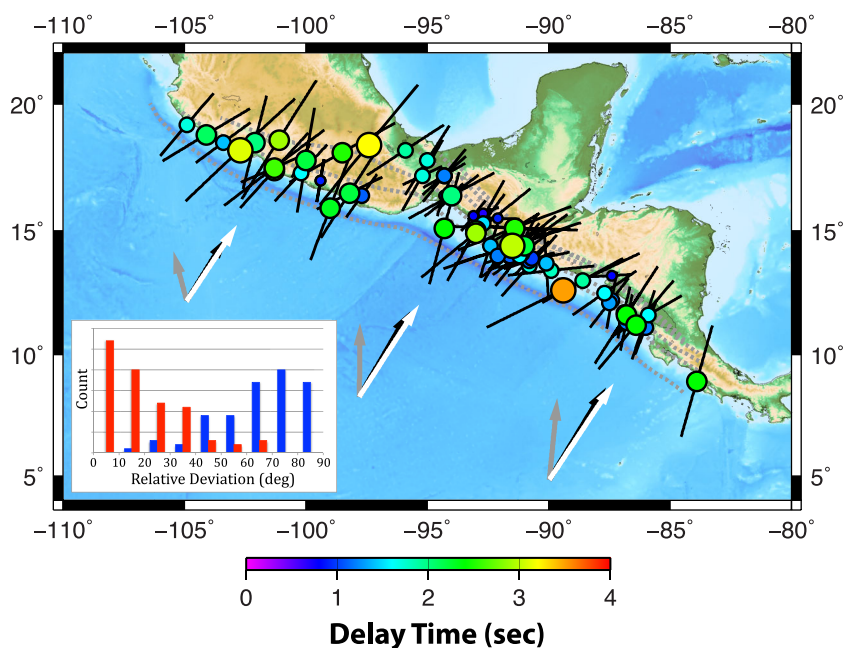 −110˚ −105˚ −100˚ −95˚ −90˚ −85˚ −80˚
20˚ 20˚
15˚ 15˚
10˚ 10˚
5˚ 5˚
Count
0 10 20 30 40 50 60 70 80 90
Relative Deviation (deg)
−110˚ −105˚ −100˚ −95˚ −90˚ −85˚ −80˚
0 1 2 3 4
Delay Time (sec)